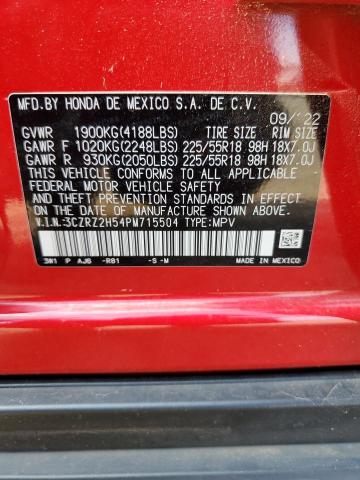 MFD.BY HONDA DE MEXICO S.A. DE C.V. 09/'22
GVWR 1900KG(4188LBS) TIRE SIZE RIM SIZE
GAWR F 1020KG(2248LBS) 225/55R18 98H 18X7.0J
GAWR R 930KG(2050LBS) 225/55R18 98H 18X7.0J
THIS VEHICLE CONFORMS TO ALL APPLICABLE
FEDERAL MOTOR VEHICLE SAFETY AND
THEFT PREVENTION STANDARDS IN EFFECT ON
THE DATE OF MANUFACTURE SHOWN ABOVE.
V.I.N.:3CZRZ2H54PM715504 TYPE:MPV
3W1 P AJ6 -R81 -S -M MADE IN MEXICO